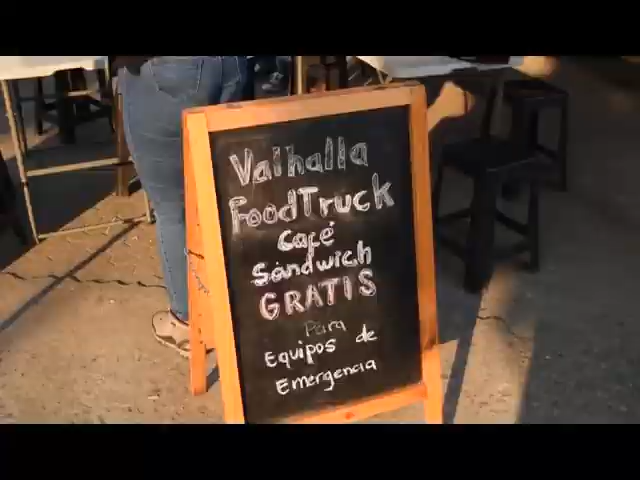 Valhalla
FoodTruck
Café
Sandwich
GRATIS
Para
Equipos de
Emergencia